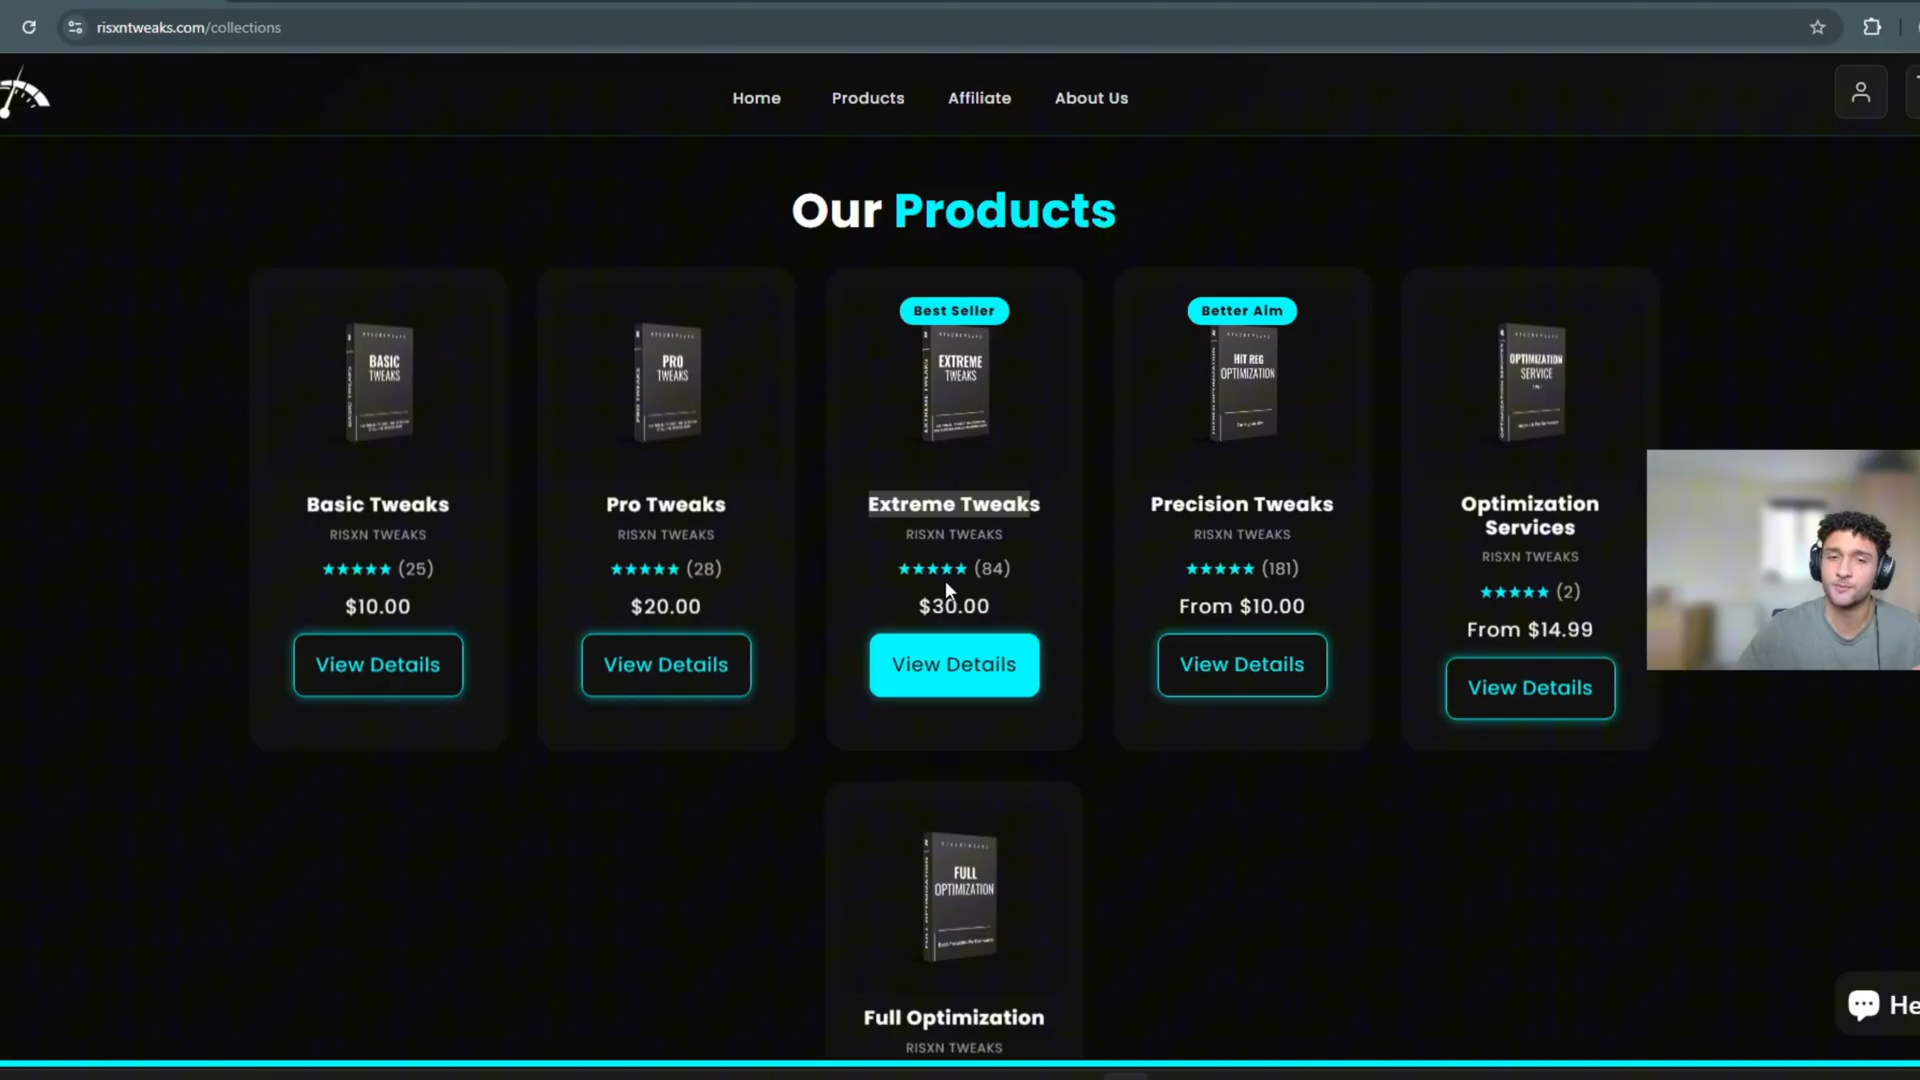 risxntweaks.com/collections
Home
Products
Affiliate
About Us
Our Products
BASIC
TWEAKS
Basic Tweaks
RISXN TWEAKS
★★★★★ (25)
$10.00
View Details
PRO
TWEAKS
Pro Tweaks
RISXN TWEAKS
★★★★★ (28)
$20.00
View Details
Best Seller
EXTREME
TWEAKS
Extreme Tweaks
RISXN TWEAKS
★★★★★ (84)
$30.00
View Details
Better Aim
HIT REG
OPTIMIZATION
Precision Tweaks
RISXN TWEAKS
★★★★★ (181)
From $10.00
View Details
OPTIMIZATION
SERVICE
Optimization
Services
RISXN TWEAKS
★★★★★ (2)
From $14.99
View Details
FULL
OPTIMIZATION
Full Optimization
RISXN TWEAKS
He